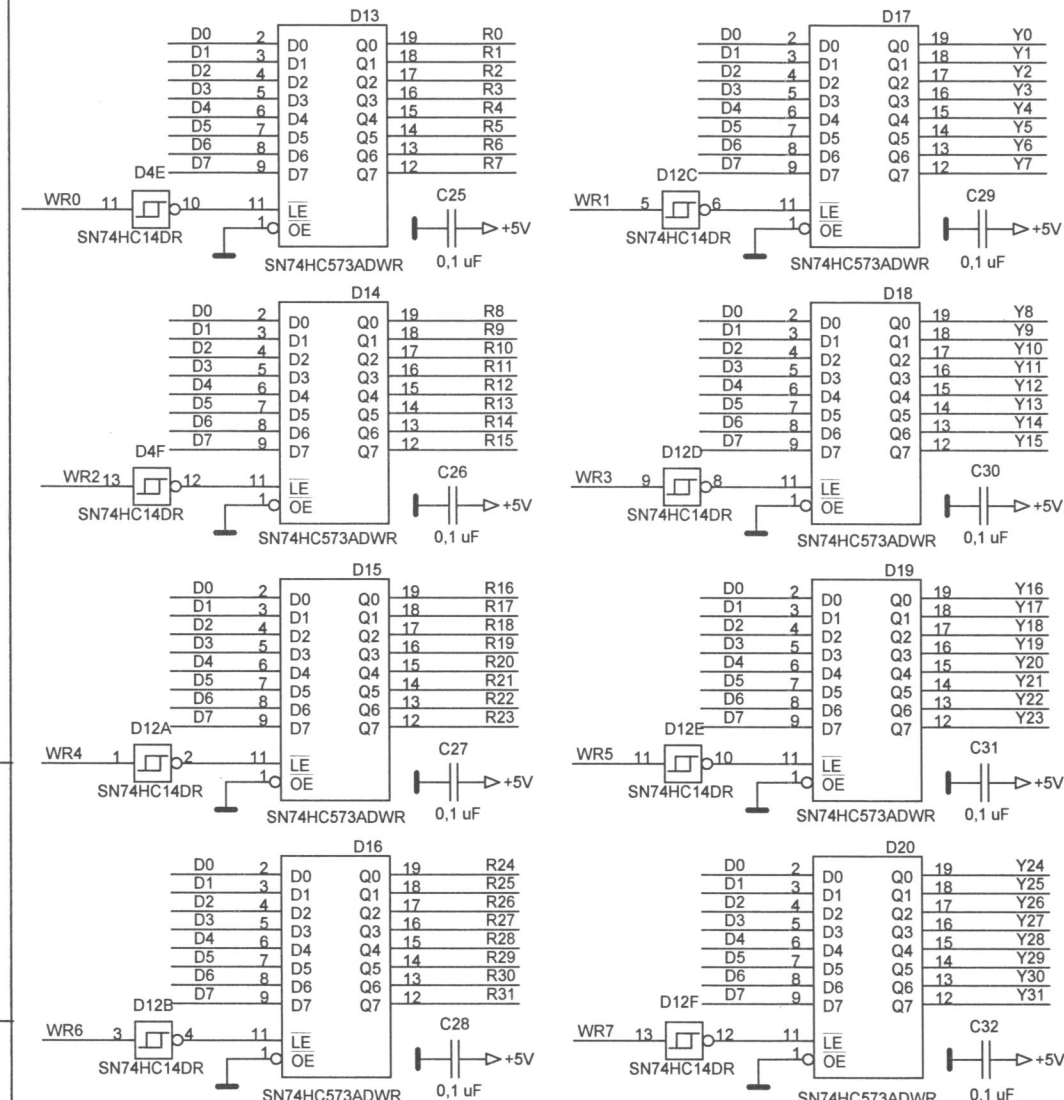 D13
D0 2 D0 Q0 19 R0
D1 3 D1 Q1 18 R1
D2 4 D2 Q2 17 R2
D3 5 D3 Q3 16 R3
D4 6 D4 Q4 15 R4
D5 7 D5 Q5 14 R5
D6 8 D6 Q6 13 R6
D7 9 D7 Q7 12 R7
D4E
WR0 11 10 11 LE
1 OE
SN74HC14DR
C25
+5V
0,1 uF
SN74HC573ADWR
D17
D0 2 D0 Q0 19 Y0
D1 3 D1 Q1 18 Y1
D2 4 D2 Q2 17 Y2
D3 5 D3 Q3 16 Y3
D4 6 D4 Q4 15 Y4
D5 7 D5 Q5 14 Y5
D6 8 D6 Q6 13 Y6
D7 9 D7 Q7 12 Y7
D12C
WR1 5 6 11 LE
1 OE
SN74HC14DR
C29
+5V
0,1 uF
SN74HC573ADWR
D14
D0 2 D0 Q0 19 R8
D1 3 D1 Q1 18 R9
D2 4 D2 Q2 17 R10
D3 5 D3 Q3 16 R11
D4 6 D4 Q4 15 R12
D5 7 D5 Q5 14 R13
D6 8 D6 Q6 13 R14
D7 9 D7 Q7 12 R15
D4F
WR2 13 12 11 LE
1 OE
SN74HC14DR
C26
+5V
0,1 uF
SN74HC573ADWR
D18
D0 2 D0 Q0 19 Y8
D1 3 D1 Q1 18 Y9
D2 4 D2 Q2 17 Y10
D3 5 D3 Q3 16 Y11
D4 6 D4 Q4 15 Y12
D5 7 D5 Q5 14 Y13
D6 8 D6 Q6 13 Y14
D7 9 D7 Q7 12 Y15
D12D
WR3 9 8 11 LE
1 OE
SN74HC14DR
C30
+5V
0,1 uF
SN74HC573ADWR
D15
D0 2 D0 Q0 19 R16
D1 3 D1 Q1 18 R17
D2 4 D2 Q2 17 R18
D3 5 D3 Q3 16 R19
D4 6 D4 Q4 15 R20
D5 7 D5 Q5 14 R21
D6 8 D6 Q6 13 R22
D7 9 D7 Q7 12 R23
D12A
WR4 1 2 11 LE
1 OE
SN74HC14DR
C27
+5V
0,1 uF
SN74HC573ADWR
D19
D0 2 D0 Q0 19 Y16
D1 3 D1 Q1 18 Y17
D2 4 D2 Q2 17 Y18
D3 5 D3 Q3 16 Y19
D4 6 D4 Q4 15 Y20
D5 7 D5 Q5 14 Y21
D6 8 D6 Q6 13 Y22
D7 9 D7 Q7 12 Y23
D12E
WR5 11 10 11 LE
1 OE
SN74HC14DR
C31
+5V
0,1 uF
SN74HC573ADWR
D16
D0 2 D0 Q0 19 R24
D1 3 D1 Q1 18 R25
D2 4 D2 Q2 17 R26
D3 5 D3 Q3 16 R27
D4 6 D4 Q4 15 R28
D5 7 D5 Q5 14 R29
D6 8 D6 Q6 13 R30
D7 9 D7 Q7 12 R31
D12B
WR6 3 4 11 LE
1 OE
SN74HC14DR
C28
+5V
0,1 uF
SN74HC573ADWR
D20
D0 2 D0 Q0 19 Y24
D1 3 D1 Q1 18 Y25
D2 4 D2 Q2 17 Y26
D3 5 D3 Q3 16 Y27
D4 6 D4 Q4 15 Y28
D5 7 D5 Q5 14 Y29
D6 8 D6 Q6 13 Y30
D7 9 D7 Q7 12 Y31
D12F
WR7 13 12 11 LE
1 OE
SN74HC14DR
C32
+5V
0,1 uF
SN74HC573ADWR